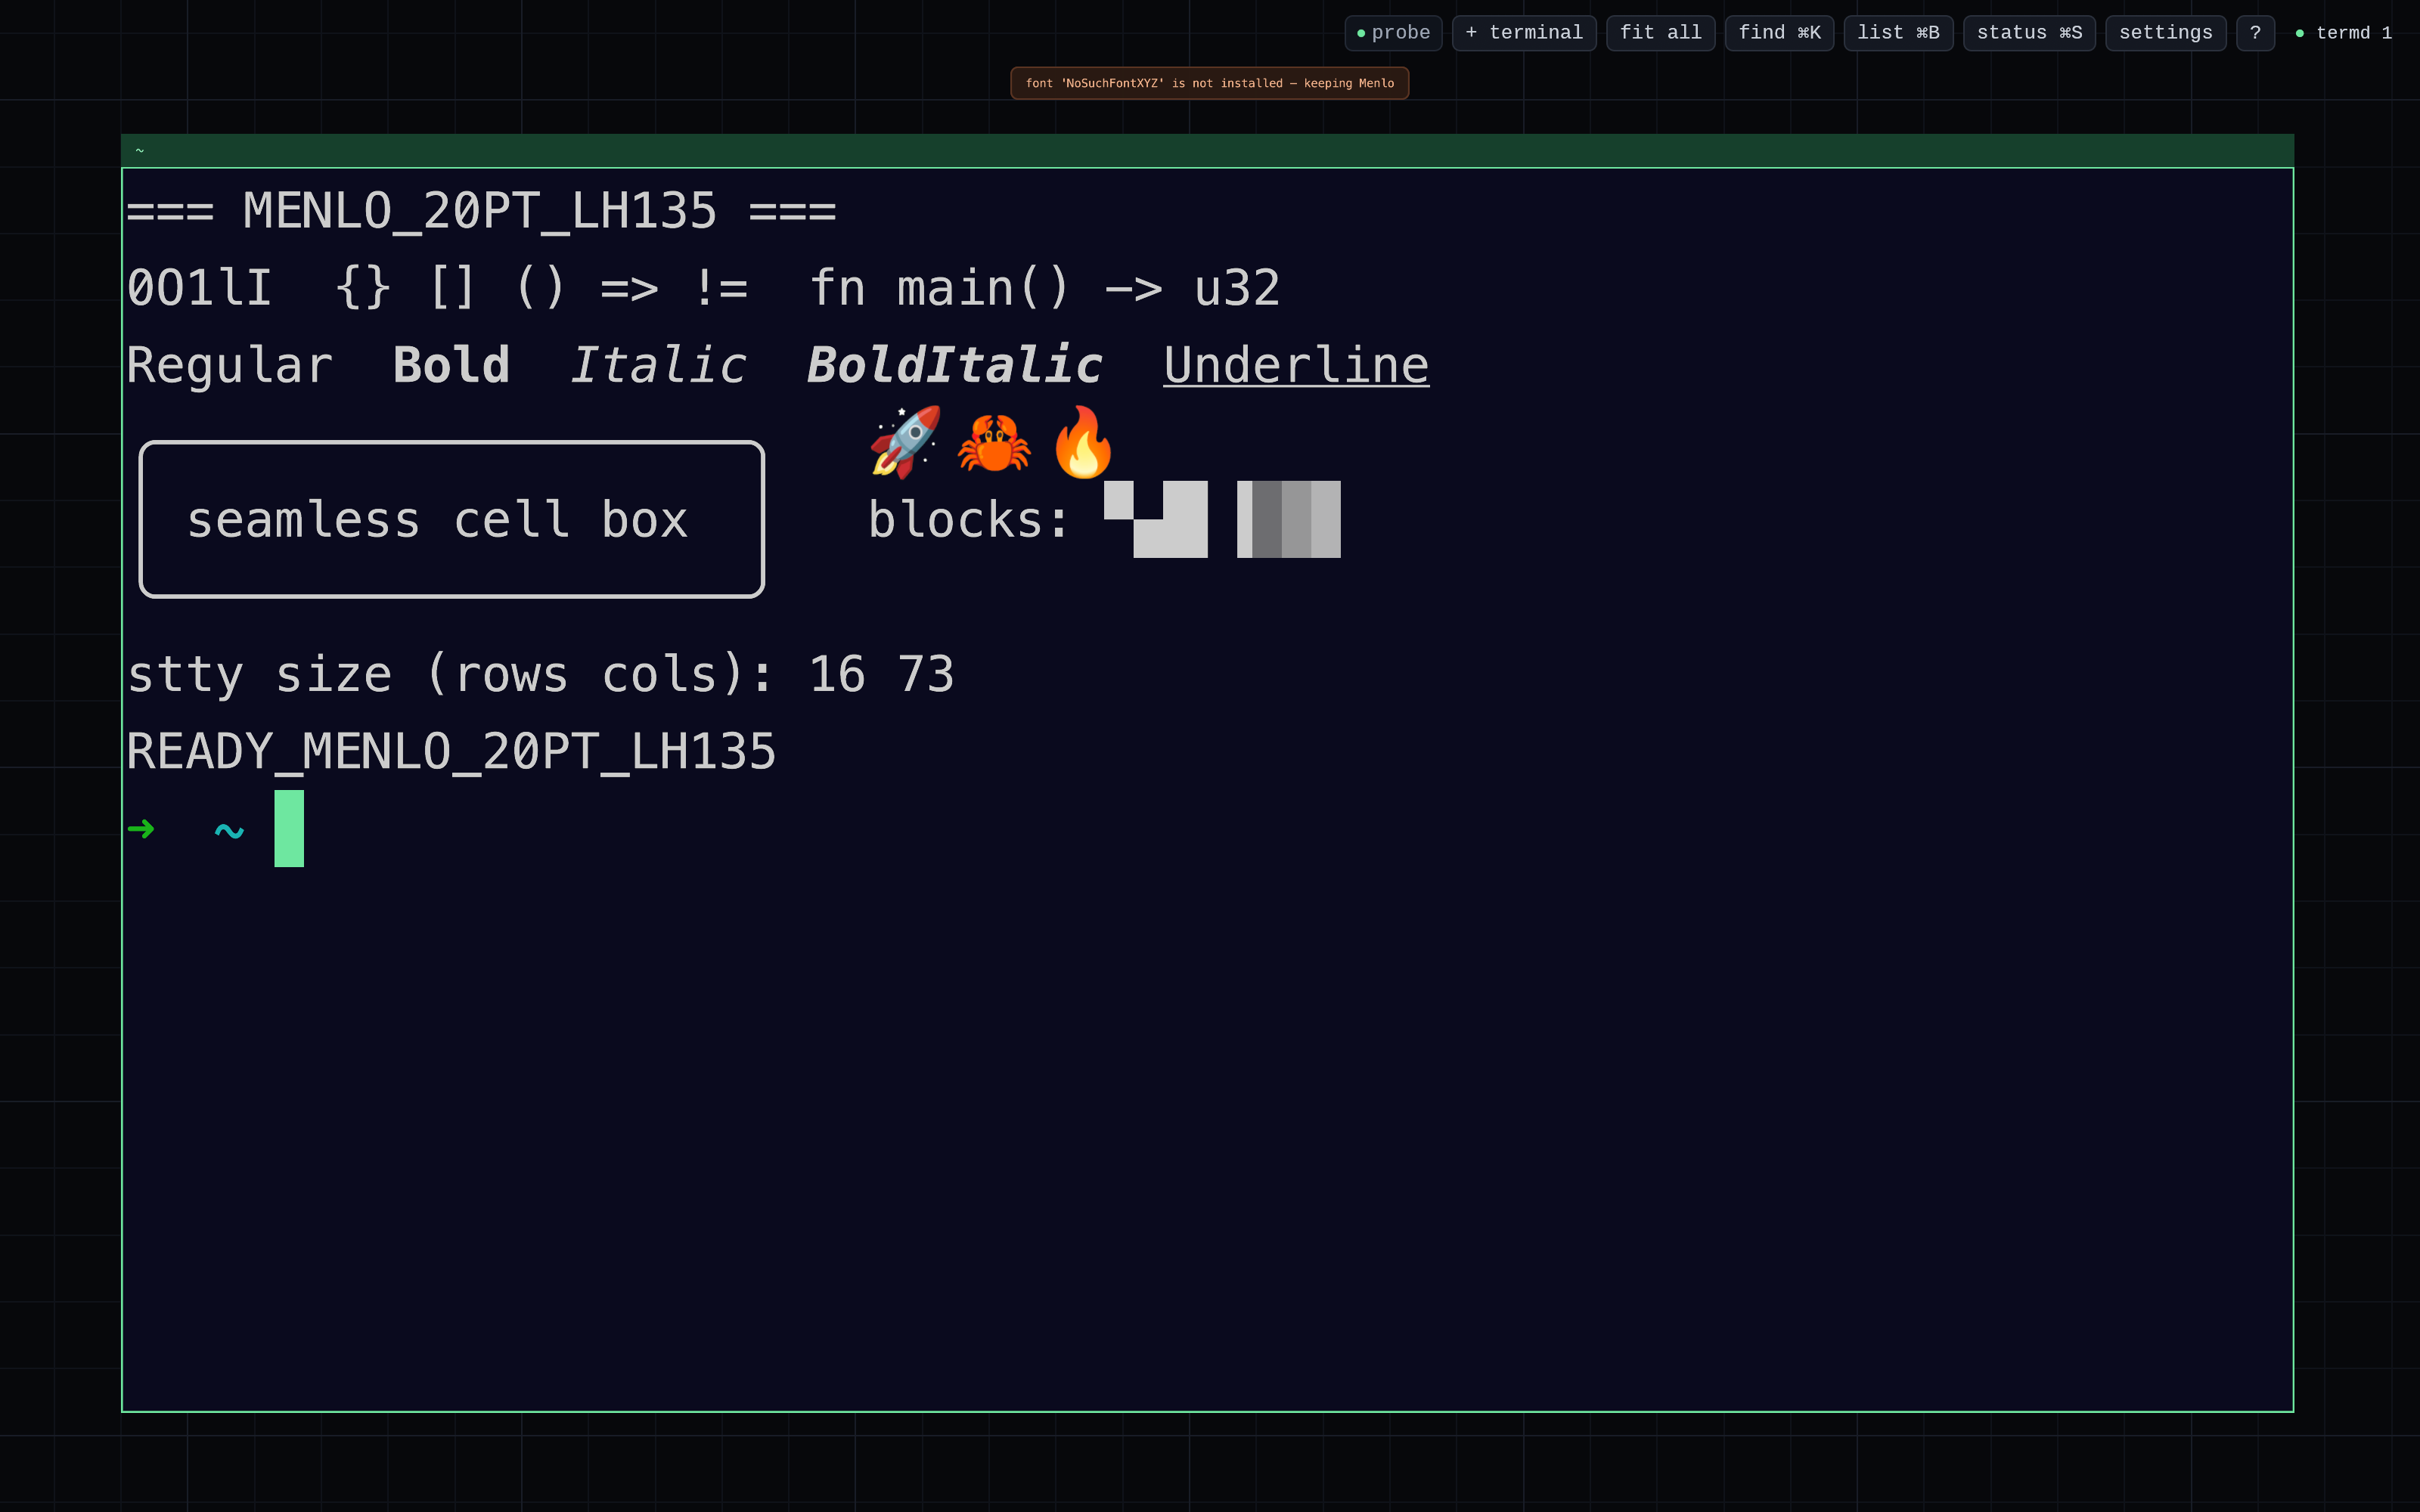 probe + terminal fit all find ⌘K list ⌘B status ⌘S settings ? termd 1
font 'NoSuchFontXYZ' is not installed — keeping Menlo
~
=== MENLO_20PT_LH135 ===
0O1lI  {} [] () => !=  fn main() -> u32
Regular  Bold  Italic  BoldItalic  Underline
🚀🦀🔥
seamless cell box  blocks: ▀▄█ ▌░▒▓
stty size (rows cols): 16 73
READY_MENLO_20PT_LH135
➜  ~